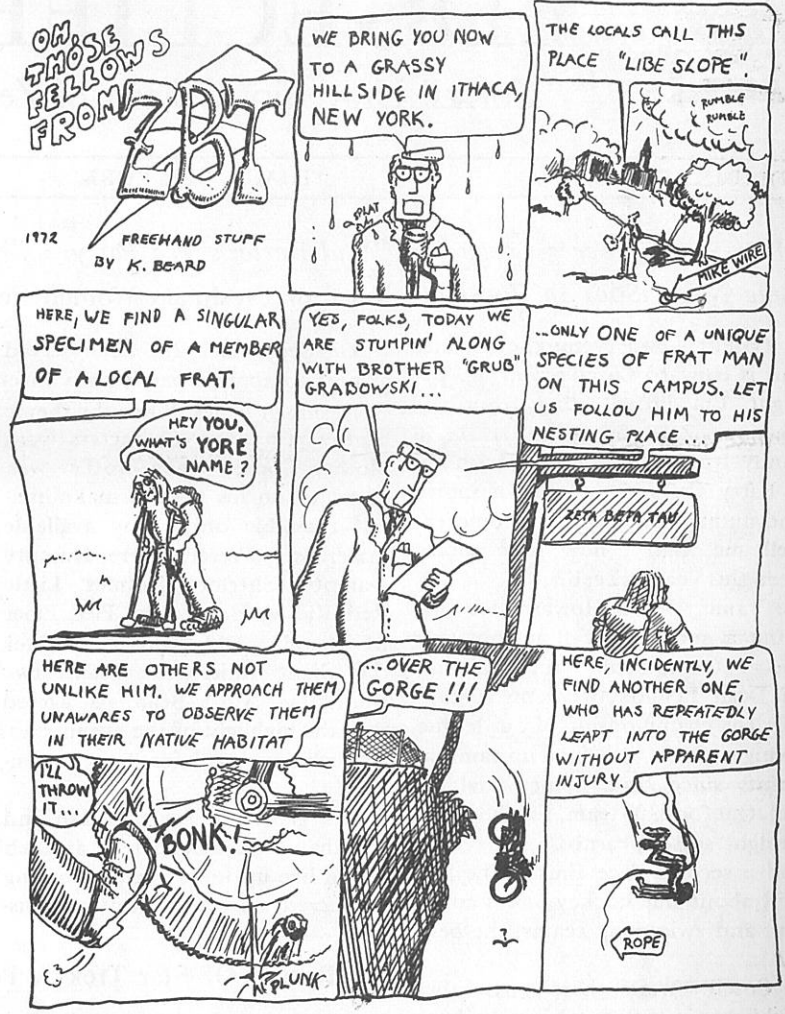 OH,
THOSE
FELLOWS
FROM
ZBT
1972
FREEHAND STUFF
BY K. BEARD
WE BRING YOU NOW
TO A GRASSY
HILLSIDE IN ITHACA,
NEW YORK.
SPLAT
THE LOCALS CALL THIS
PLACE "LIBE SLOPE".
RUMBLE
RUMBLE
MIKE WIRE
HERE, WE FIND A SINGULAR
SPECIMEN OF A MEMBER
OF A LOCAL FRAT.
HEY YOU.
WHAT'S YORE
NAME?
YES, FOLKS, TODAY WE
ARE STUMPIN' ALONG
WITH BROTHER "GRUB"
GRABOWSKI...
...ONLY ONE OF A UNIQUE
SPECIES OF FRAT MAN
ON THIS CAMPUS. LET
US FOLLOW HIM TO HIS
NESTING PLACE...
ZETA BETA TAU
HERE ARE OTHERS NOT
UNLIKE HIM. WE APPROACH THEM
UNAWARES TO OBSERVE THEM
IN THEIR NATIVE HABITAT
I'LL
THROW
IT...
BONK!
PLUNK
...OVER THE
GORGE!!!
HERE, INCIDENTLY, WE
FIND ANOTHER ONE,
WHO HAS REPEATEDLY
LEAPT INTO THE GORGE
WITHOUT APPARENT
INJURY.
ROPE